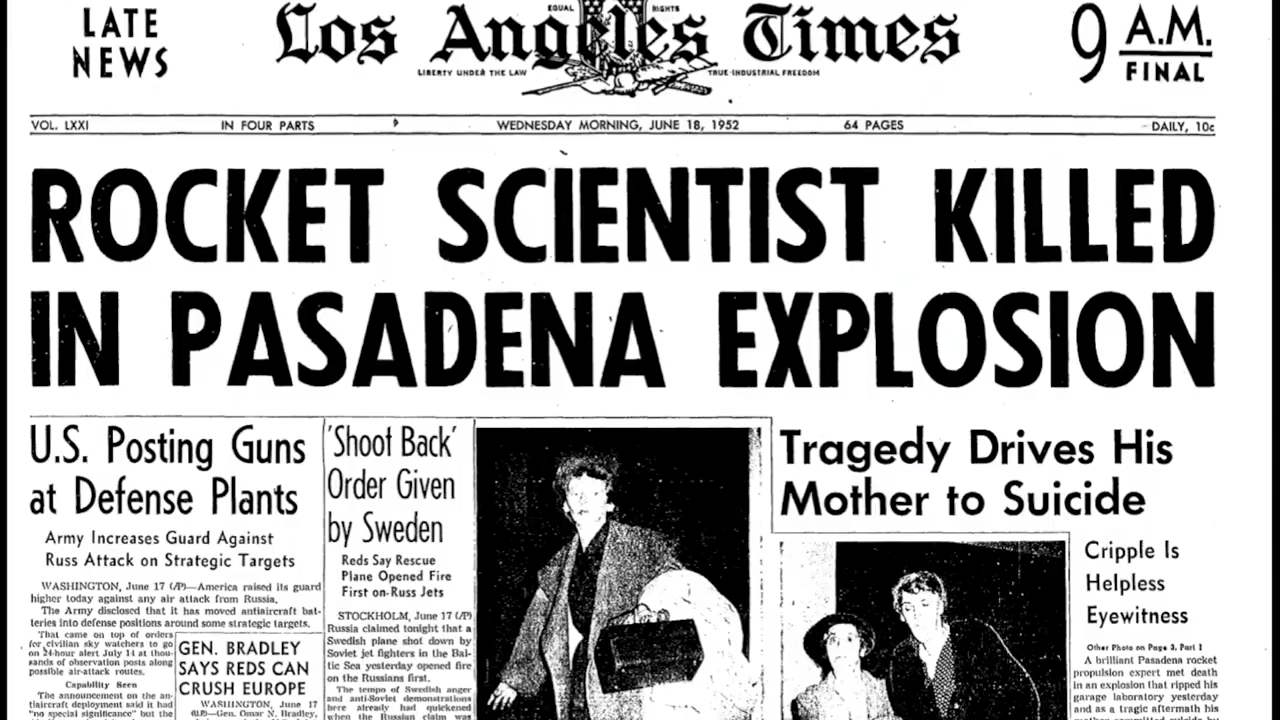 LATE
NEWS
EQUAL RIGHTS
Los Angeles Times
LIBERTY UNDER THE LAW TRUE INDUSTRIAL FREEDOM
9 A.M.
FINAL
VOL. LXXI IN FOUR PARTS WEDNESDAY MORNING, JUNE 18, 1952 64 PAGES DAILY, 10c
ROCKET SCIENTIST KILLED
IN PASADENA EXPLOSION
U.S. Posting Guns
at Defense Plants
Army Increases Guard Against
Russ Attack on Strategic Targets
WASHINGTON, June 17 (AP)—America raised its guard
higher today against any air attack from Russia.
The Army disclosed that it has moved antiaircraft bat-
teries into defense positions around some strategic targets.
That came on top of orders
for civilian sky watchers to go
on 24-hour alert July 14 at thou-
sands of observation posts along
possible air-attack routes.
Capability Seen
The announcement on the an-
tiaircraft deployment said it had
"no special significance" but the
GEN. BRADLEY
SAYS REDS CAN
CRUSH EUROPE
WASHINGTON, June 17
(U.P.)—Gen. Omar N. Bradley,
'Shoot Back'
Order Given
by Sweden
Reds Say Rescue
Plane Opened Fire
First on Russ Jets
STOCKHOLM, June 17 (AP)
Russia claimed tonight that a
Swedish plane shot down by
Soviet jet fighters in the Bal-
tic Sea yesterday opened fire
on the Russians first.
The tempo of Swedish anger
and anti-Soviet demonstrations
here already had quickened
when the Russian claim was
Tragedy Drives His
Mother to Suicide
Cripple Is
Helpless
Eyewitness
Other Photo on Page 3, Part I
A brilliant Pasadena rocket
propulsion expert met death
in an explosion that ripped his
garage laboratory yesterday
and as a tragic aftermath his
mother committed suicide by